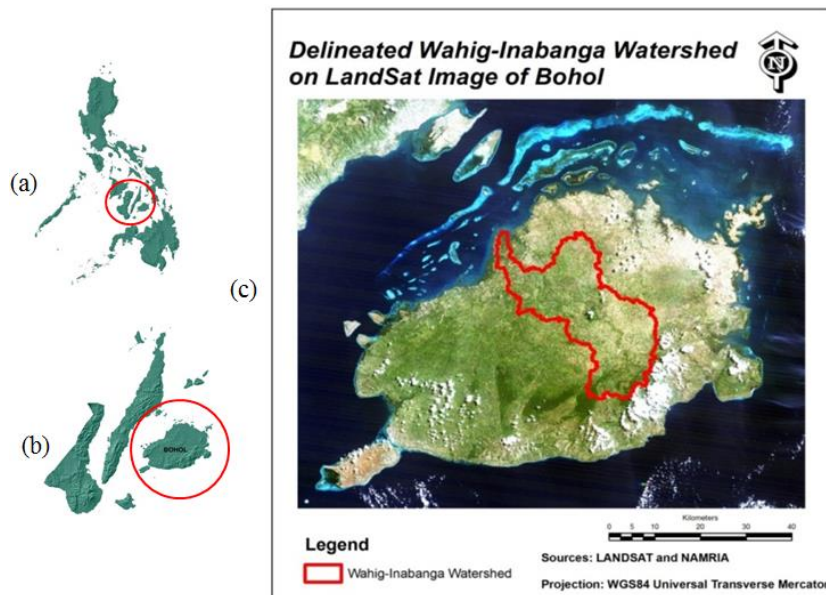 (a)
(b)
BOHOL
(c)
Delineated Wahig-Inabanga Watershed
on LandSat Image of Bohol
N
Kilometers
0 5 10 20 30 40
Legend
Wahig-Inabanga Watershed
Sources: LANDSAT and NAMRIA
Projection: WGS84 Universal Transverse Mercator